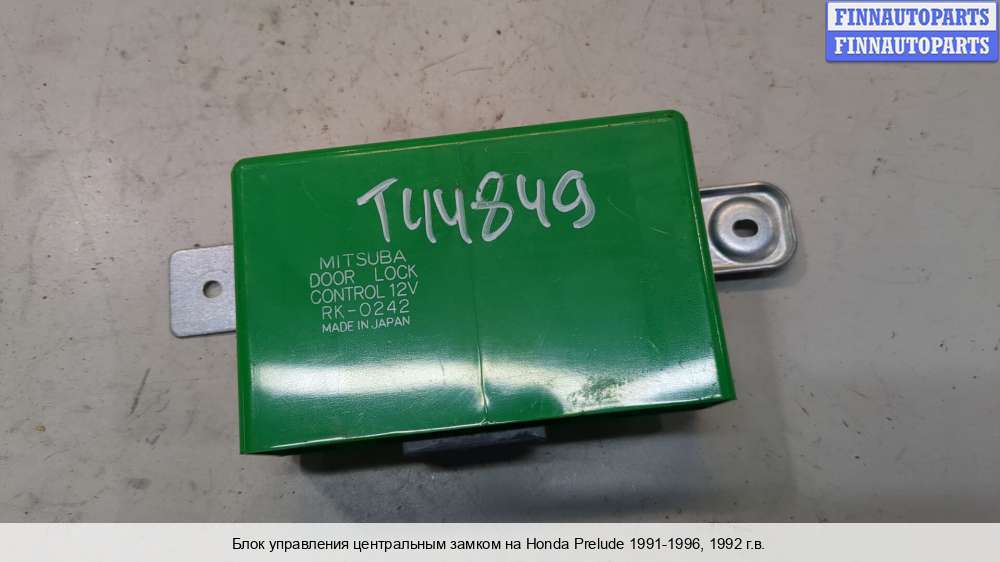 FINNAUTOPARTS
FINNAUTOPARTS
T44849
MITSUBA
DOOR LOCK
CONTROL 12V
RK-0242
MADE IN JAPAN
Блок управления центральным замком на Honda Prelude 1991-1996, 1992 г.в.